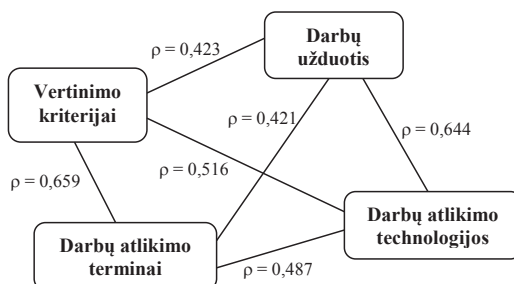 Darbų
užduotis
ρ = 0,423
Vertinimo
kriterijai
ρ = 0,421
ρ = 0,644
ρ = 0,516
ρ = 0,659
Darbų atlikimo
technologijos
Darbų atlikimo
terminai
ρ = 0,487